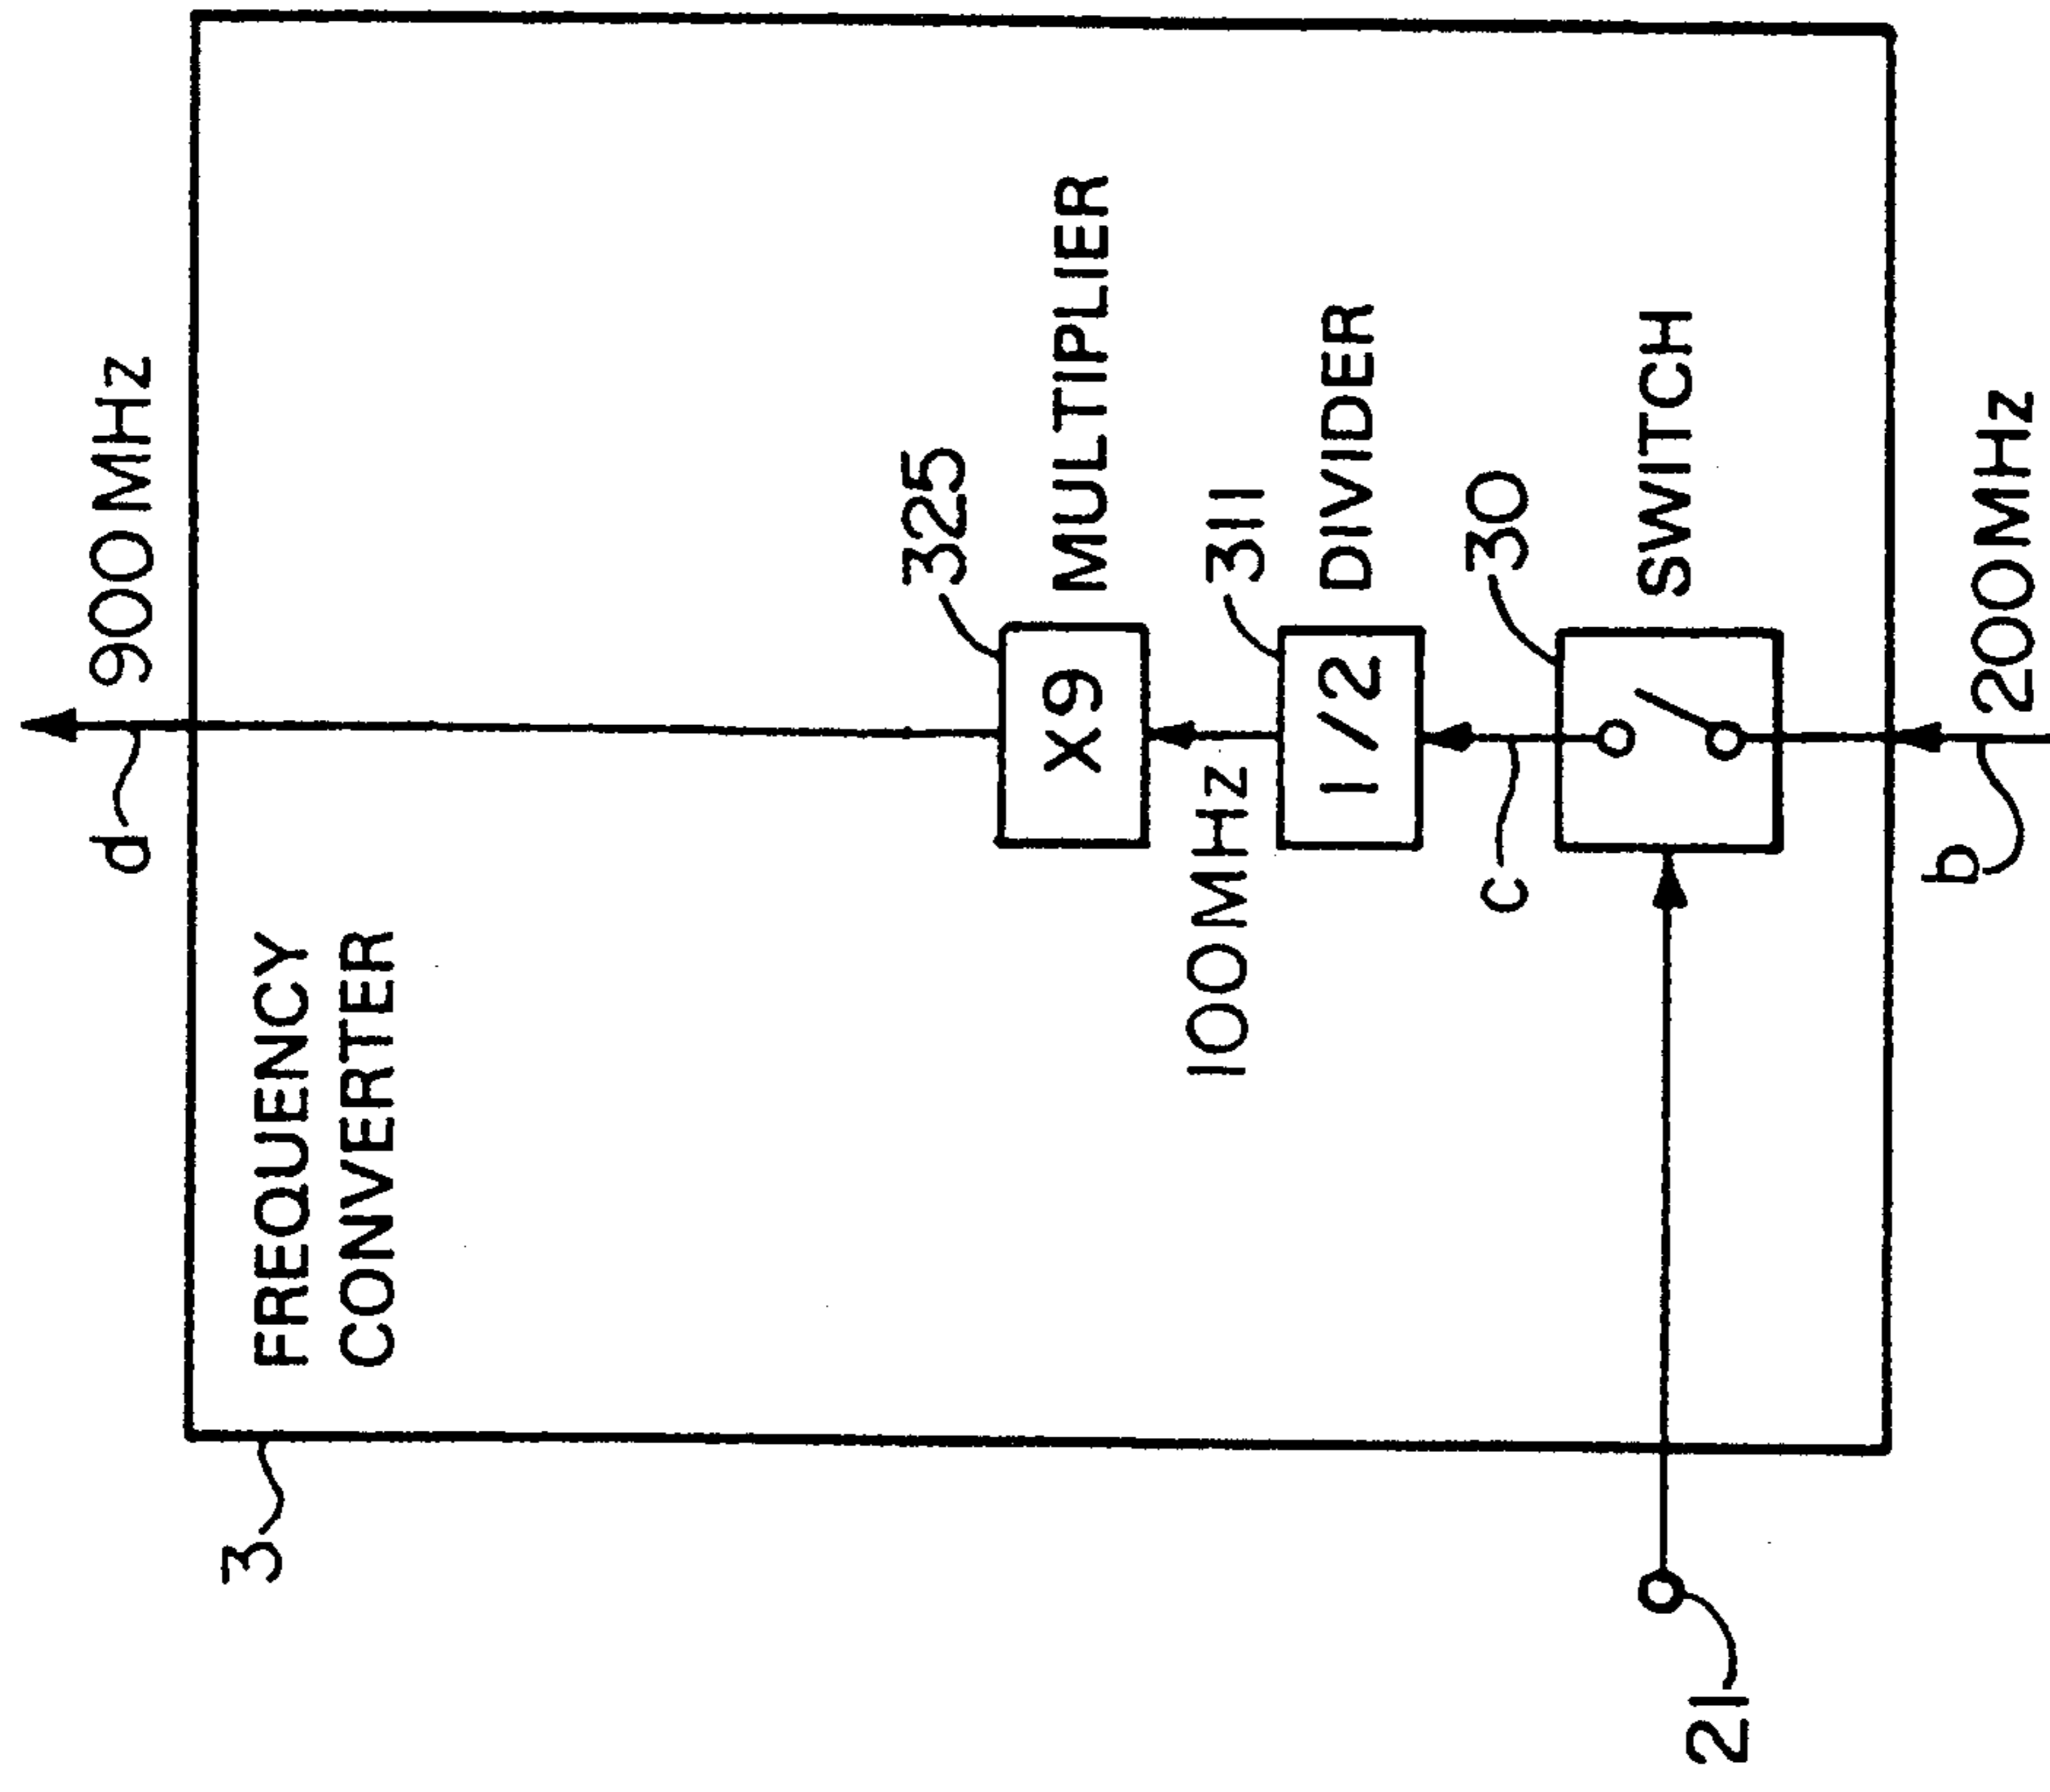 3
FREQUENCY
CONVERTER
d
900MHz
325
X9
MULTIPLIER
100MHz
311
1/2
DIVIDER
c
30
SWITCH
21
b
200MHz